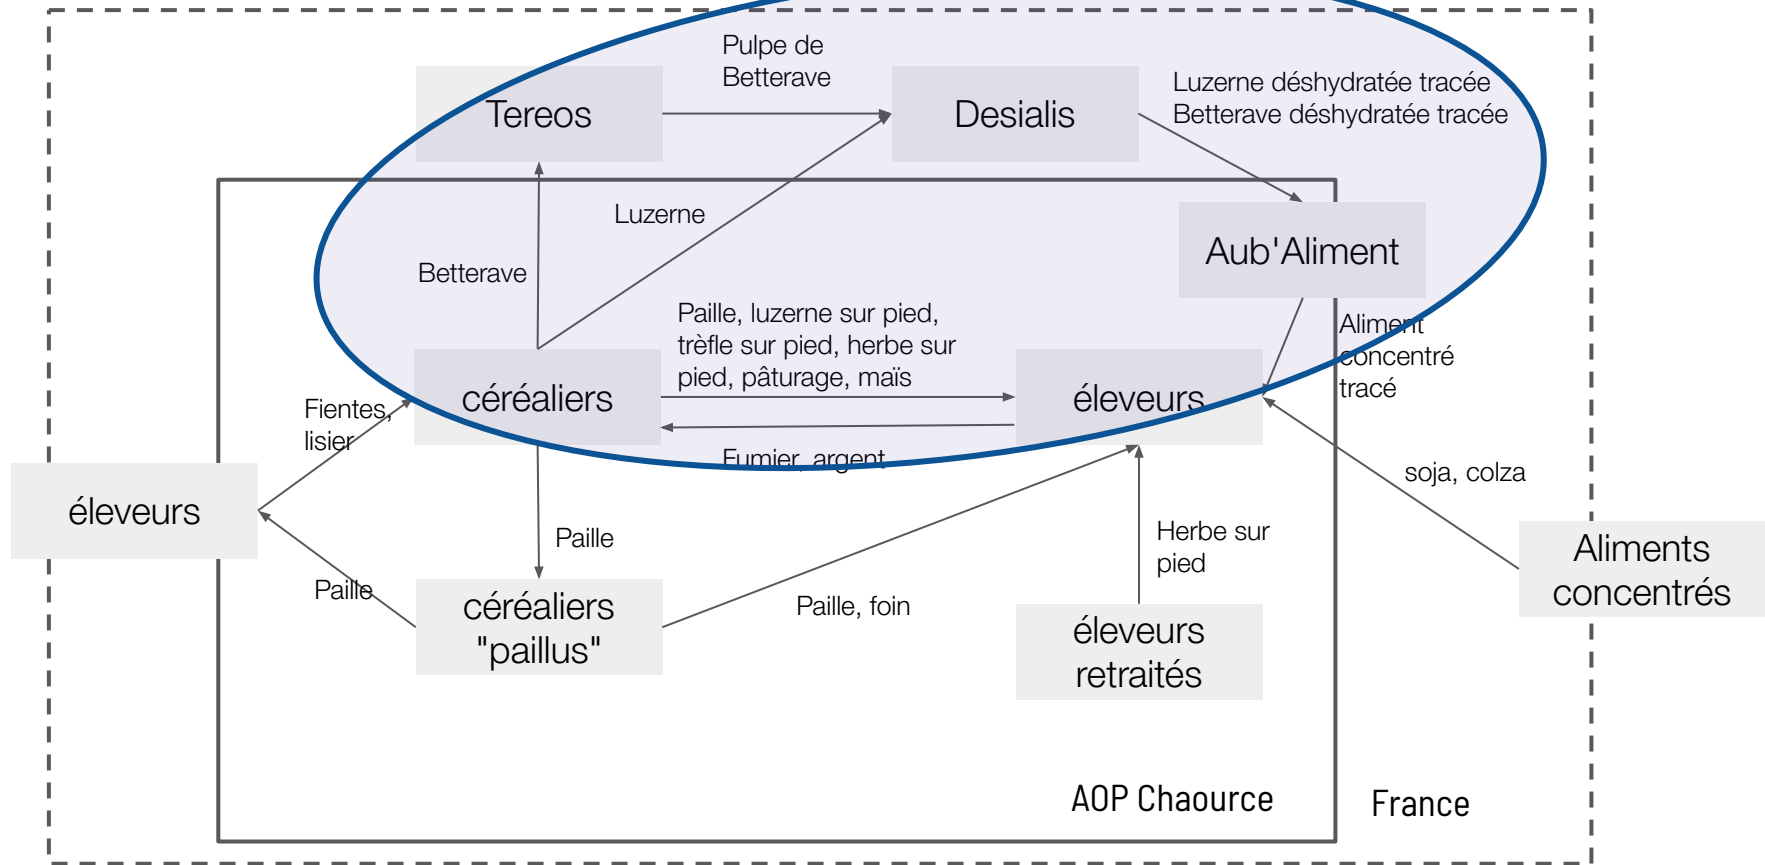 Pulpe de
Betterave
Luzerne déshydratée tracée
Betterave déshydratée tracée
Tereos
Desialis
Luzerne
Aub'Aliment
Betterave
Paille, luzerne sur pied,
trèfle sur pied, herbe sur
pied, pâturage, maïs
Aliment
concentré
tracé
céréaliers
éleveurs
Fientes,
lisier
Fumier, argent
soja, colza
éleveurs
Paille
Herbe sur
pied
Aliments
concentrés
Paille
céréaliers
"paillus"
Paille, foin
éleveurs
retraités
AOP Chaource
France